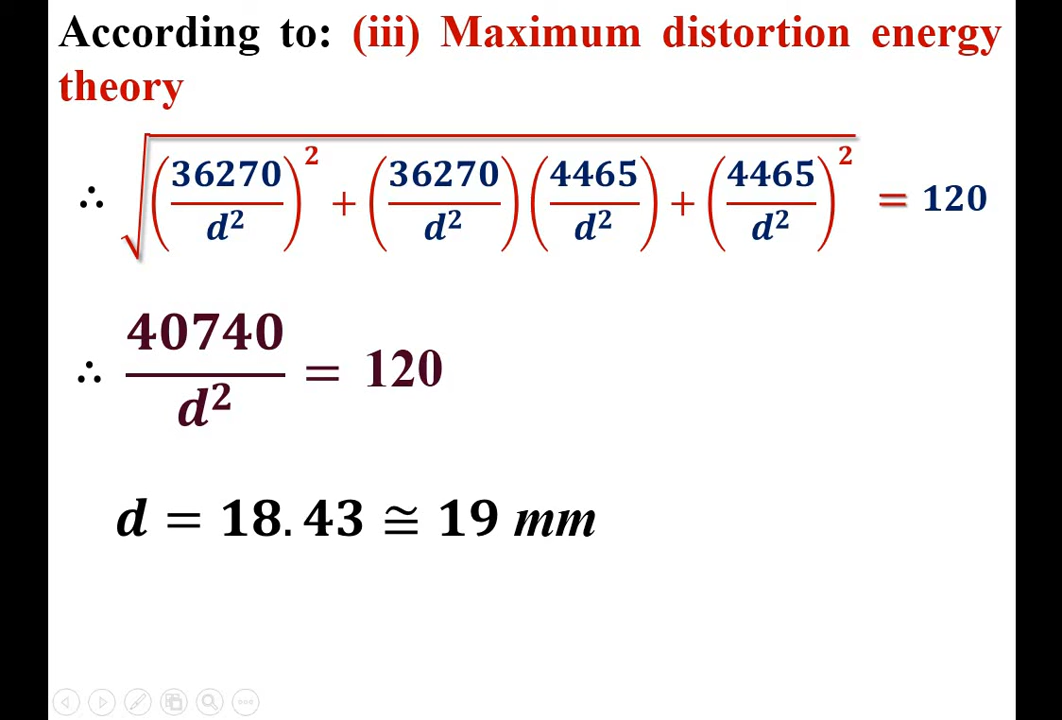 According to: (iii) Maximum distortion energy
theory
∴ √((36270/d²)² + (36270/d²)(4465/d²) + (4465/d²)²) = 120
∴ 40740/d² = 120
d = 18.43 ≅ 19 mm